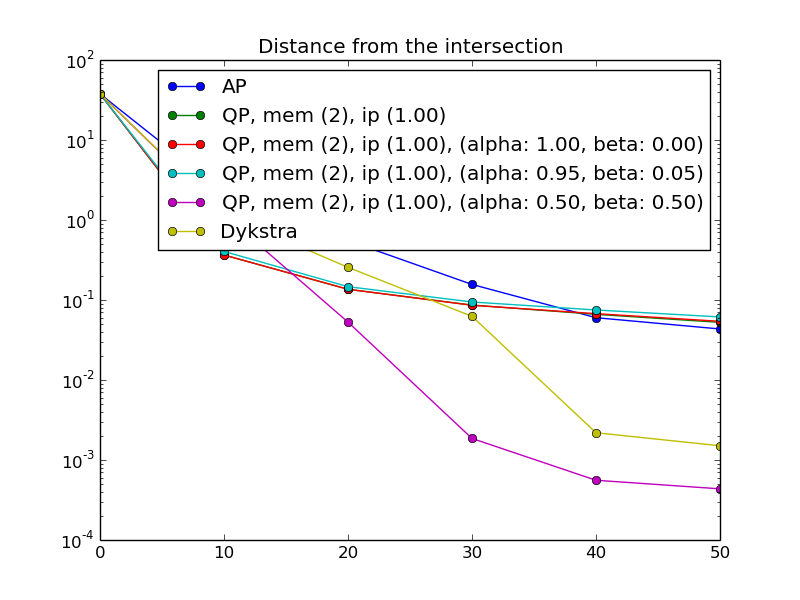 Distance from the intersection
10^2
10^1
10^0
10^-1
10^-2
10^-3
10^-4
AP
QP, mem (2), ip (1.00)
QP, mem (2), ip (1.00), (alpha: 1.00, beta: 0.00)
QP, mem (2), ip (1.00), (alpha: 0.95, beta: 0.05)
QP, mem (2), ip (1.00), (alpha: 0.50, beta: 0.50)
Dykstra
0 10 20 30 40 50